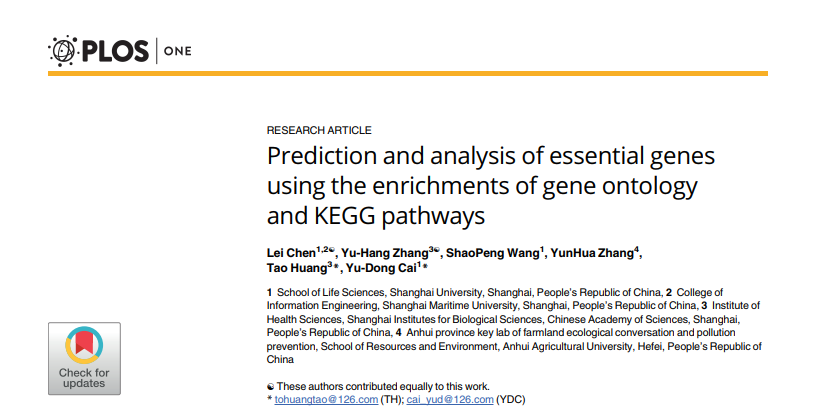 PLOS ONE
RESEARCH ARTICLE
Prediction and analysis of essential genes
using the enrichments of gene ontology
and KEGG pathways
Lei Chen1,2☯, Yu-Hang Zhang3☯, ShaoPeng Wang1, YunHua Zhang4,
Tao Huang3*, Yu-Dong Cai1*
1 School of Life Sciences, Shanghai University, Shanghai, People's Republic of China, 2 College of
Information Engineering, Shanghai Maritime University, Shanghai, People's Republic of China, 3 Institute of
Health Sciences, Shanghai Institutes for Biological Sciences, Chinese Academy of Sciences, Shanghai,
People's Republic of China, 4 Anhui province key lab of farmland ecological conversation and pollution
prevention, School of Resources and Environment, Anhui Agricultural University, Hefei, People's Republic of
China
☯ These authors contributed equally to this work.
* tohuangtao@126.com (TH); cai_yud@126.com (YDC)
Check for
updates